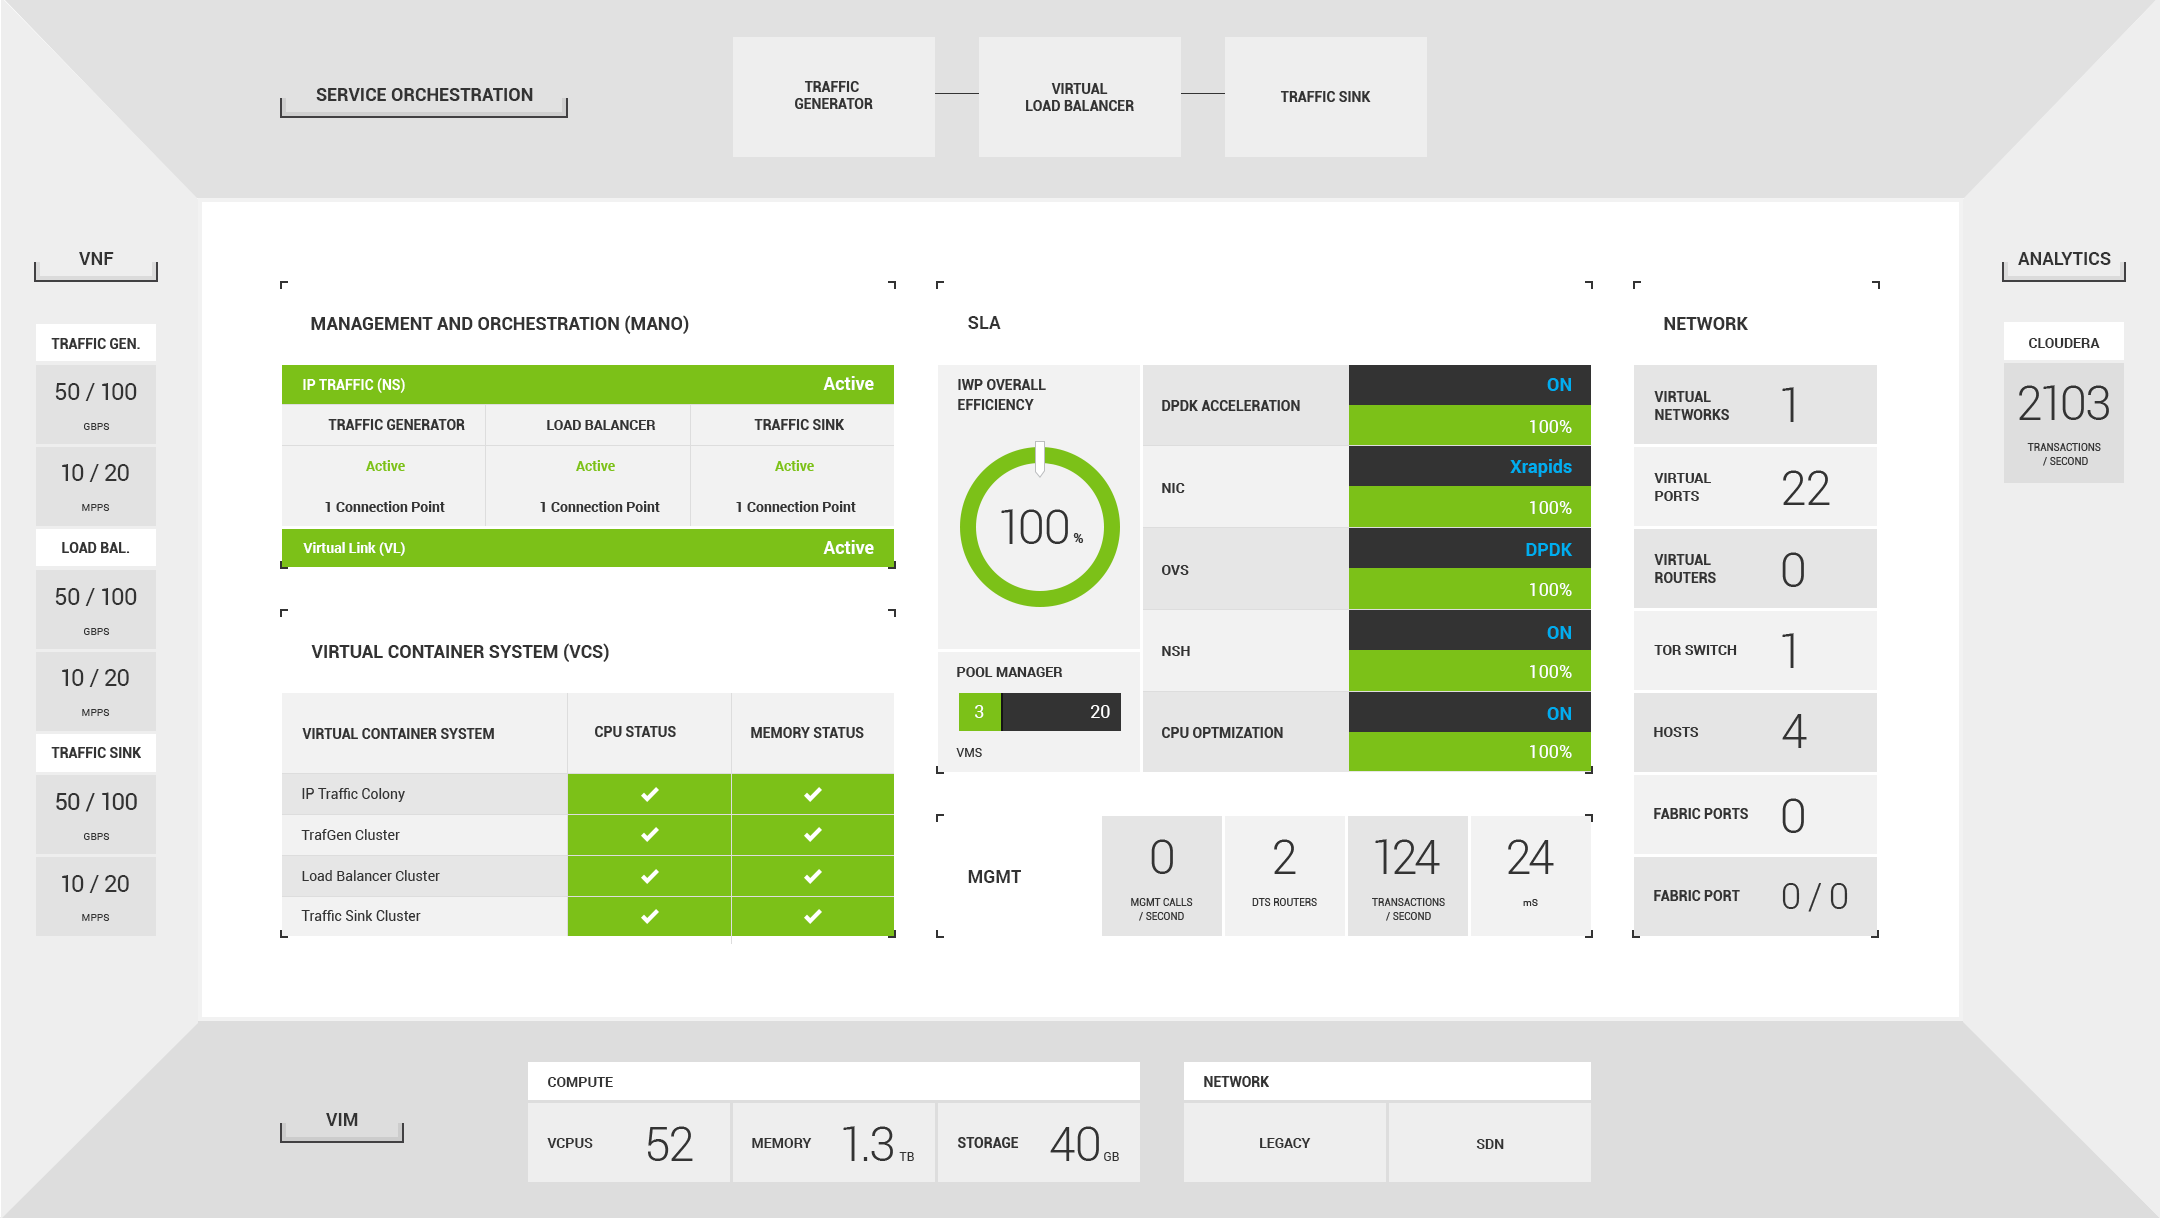 SERVICE ORCHESTRATION
TRAFFIC
GENERATOR
VIRTUAL
LOAD BALANCER
TRAFFIC SINK
VNF
TRAFFIC GEN.
50 / 100
GBPS
10 / 20
MPPS
LOAD BAL.
50 / 100
GBPS
10 / 20
MPPS
TRAFFIC SINK
50 / 100
GBPS
10 / 20
MPPS
MANAGEMENT AND ORCHESTRATION (MANO)
IP TRAFFIC (NS) Active
TRAFFIC GENERATOR LOAD BALANCER TRAFFIC SINK
Active Active Active
1 Connection Point 1 Connection Point 1 Connection Point
Virtual Link (VL) Active
VIRTUAL CONTAINER SYSTEM (VCS)
VIRTUAL CONTAINER SYSTEM CPU STATUS MEMORY STATUS
IP Traffic Colony
TrafGen Cluster
Load Balancer Cluster
Traffic Sink Cluster
SLA
IWP OVERALL
EFFICIENCY
100 %
POOL MANAGER
3 20
VMS
DPDK ACCELERATION
ON
100%
NIC
Xrapids
100%
OVS
DPDK
100%
NSH
ON
100%
CPU OPTMIZATION
ON
100%
MGMT
0
MGMT CALLS
/ SECOND
2
DTS ROUTERS
124
TRANSACTIONS
/ SECOND
24
mS
NETWORK
VIRTUAL
NETWORKS
1
VIRTUAL
PORTS
22
VIRTUAL
ROUTERS
0
TOR SWITCH 1
HOSTS 4
FABRIC PORTS 0
FABRIC PORT 0 / 0
ANALYTICS
CLOUDERA
2103
TRANSACTIONS
/ SECOND
VIM
COMPUTE
VCPUS 52
MEMORY 1.3 TB
STORAGE 40 GB
NETWORK
LEGACY
SDN